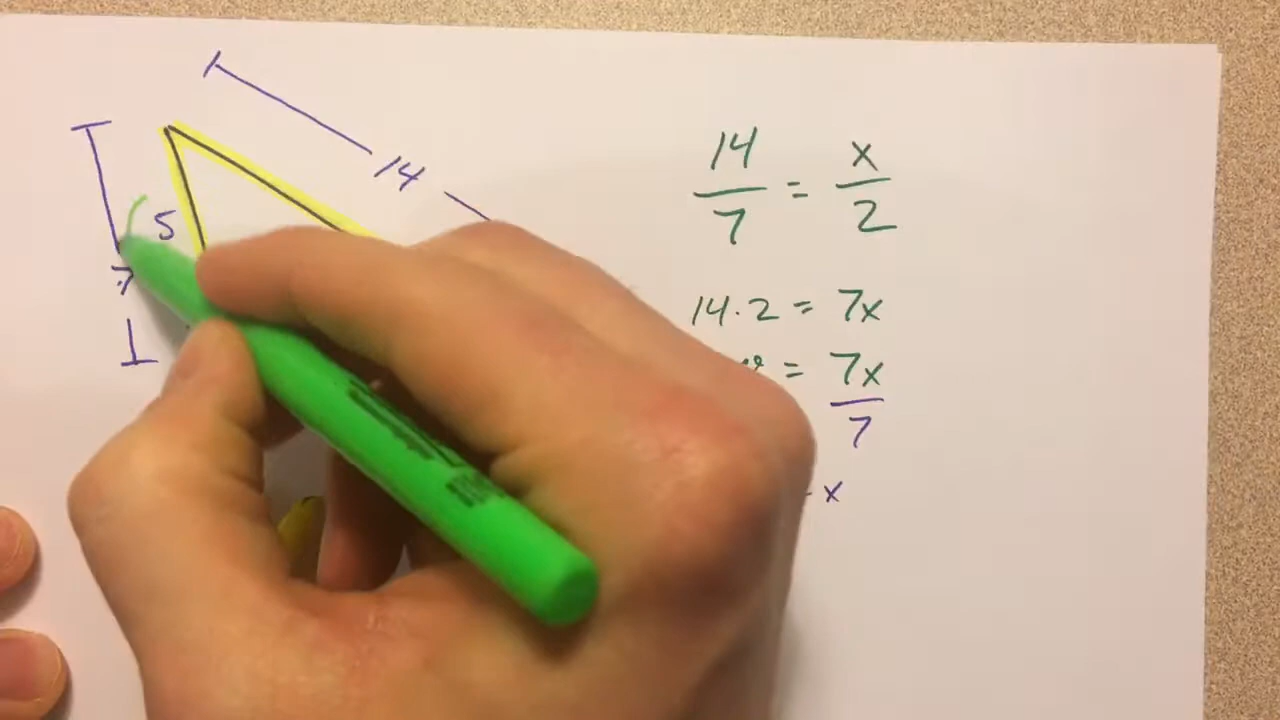 14
5
7
14 = x
7 2
14·2 = 7x
= 7x
7
x